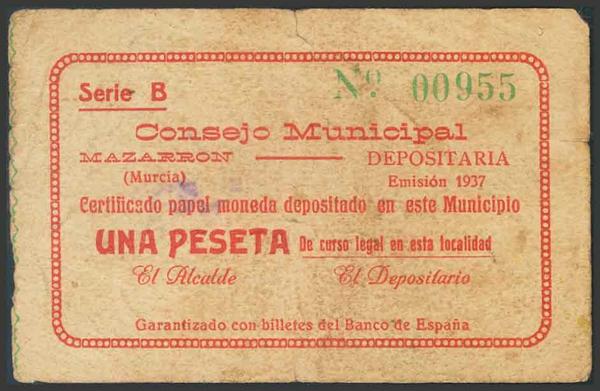 Serie B Nº 00955
Consejo Municipal
MAZARRON DEPOSITARIA
(Murcia) Emisión 1937
Certificado papel moneda depositado en este Municipio
UNA PESETA De curso legal en esta localidad
El Alcalde El Depositario
Garantizado con billetes del Banco de España